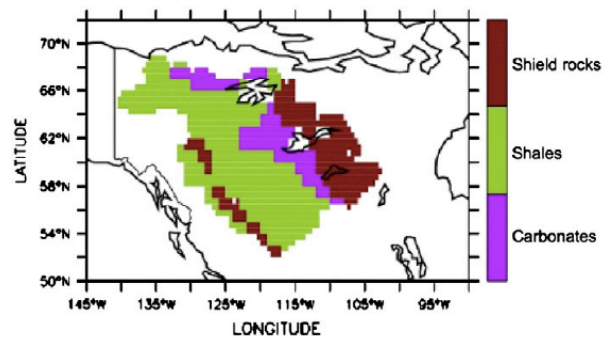 70°N
66°N
62°N
58°N
54°N
50°N
LATITUDE
145°W 135°W 125°W 115°W 105°W 95°W
LONGITUDE
Shield rocks
Shales
Carbonates